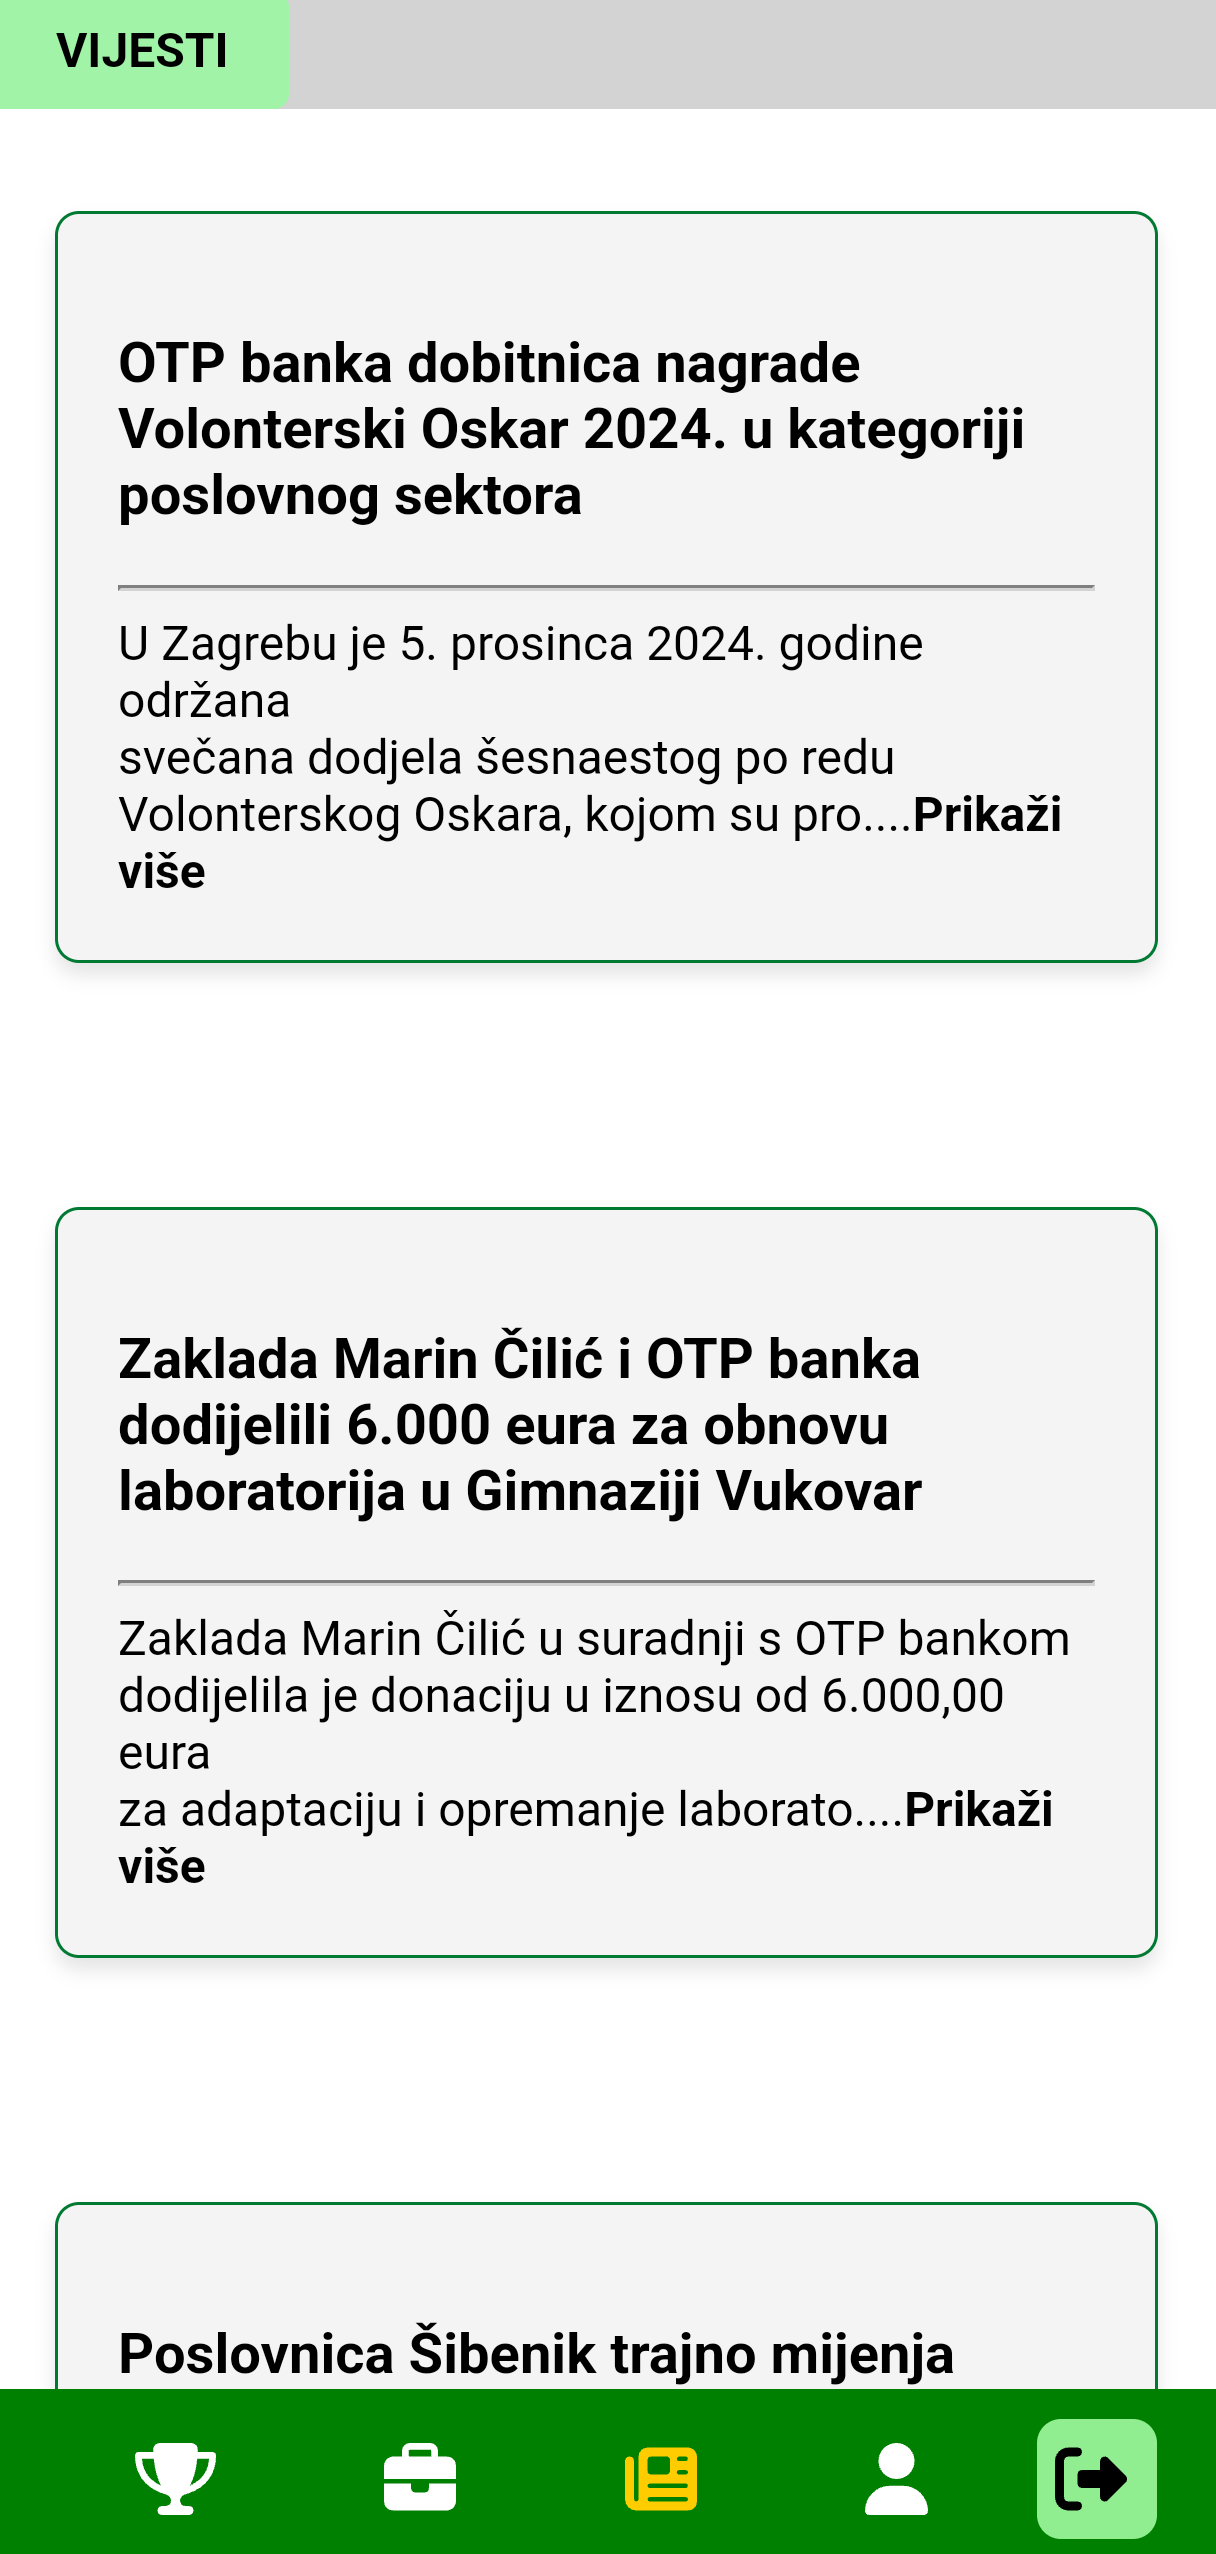 VIJESTI
OTP banka dobitnica nagrade
Volonterski Oskar 2024. u kategoriji
poslovnog sektora
U Zagrebu je 5. prosinca 2024. godine
održana
svečana dodjela šesnaestog po redu
Volonterskog Oskara, kojom su pro....Prikaži
više
Zaklada Marin Čilić i OTP banka
dodijelili 6.000 eura za obnovu
laboratorija u Gimnaziji Vukovar
Zaklada Marin Čilić u suradnji s OTP bankom
dodijelila je donaciju u iznosu od 6.000,00
eura
za adaptaciju i opremanje laborato....Prikaži
više
Poslovnica Šibenik trajno mijenja